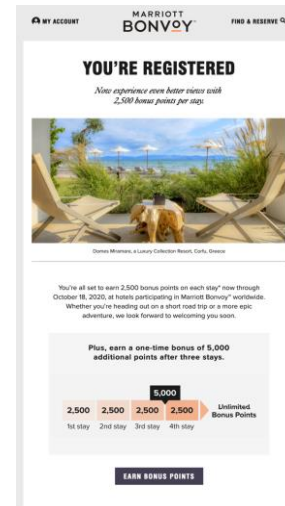 MY ACCOUNT
MARRIOTT
BONVOY
FIND & RESERVE
YOU'RE REGISTERED
Now experience even better views with
2,500 bonus points per stay.
Domes Miramare, a Luxury Collection Resort, Corfu, Greece
You're all set to earn 2,500 bonus points on each stay* now through
October 18, 2020, at hotels participating in Marriott Bonvoy™ worldwide.
Whether you're heading out on a short road trip or a more epic
adventure, we look forward to welcoming you soon.
Plus, earn a one-time bonus of 5,000
additional points after three stays.
5,000
2,500 2,500 2,500 2,500 Unlimited
Bonus Points
1st stay 2nd stay 3rd stay 4th stay
EARN BONUS POINTS